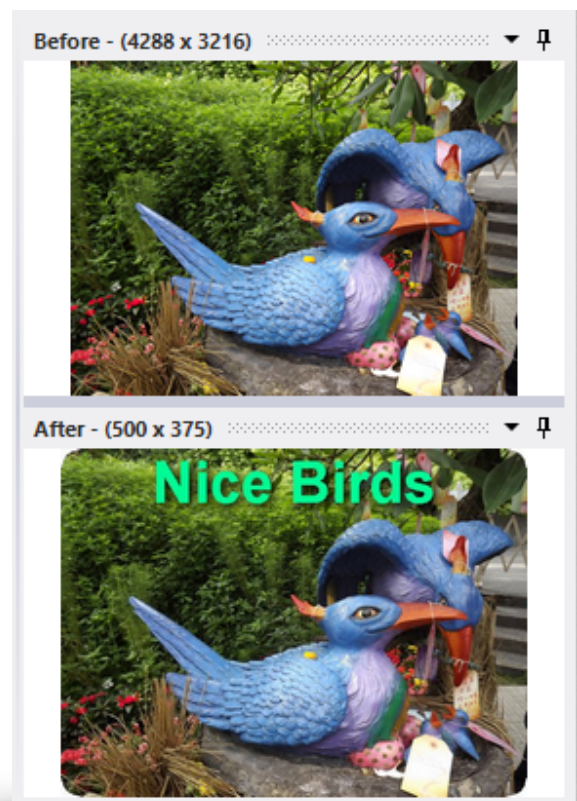 Before - (4288 x 3216)
After - (500 x 375)
Nice Birds